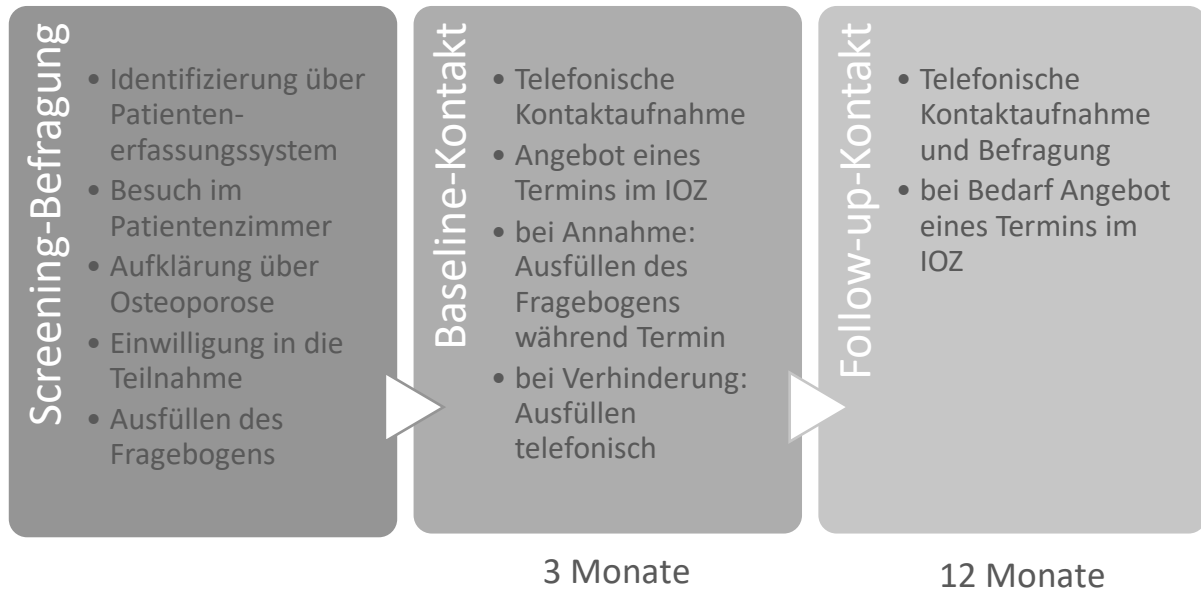 Screening-Befragung
• Identifizierung über
Patienten-
erfassungssystem
• Besuch im
Patientenzimmer
• Aufklärung über
Osteoporose
• Einwilligung in die
Teilnahme
• Ausfüllen des
Fragebogens
Baseline-Kontakt
• Telefonische
Kontaktaufnahme
• Angebot eines
Termins im IOZ
• bei Annahme:
Ausfüllen des
Fragebogens
während Termin
• bei Verhinderung:
Ausfüllen
telefonisch
Follow-up-Kontakt
• Telefonische
Kontaktaufnahme
und Befragung
• bei Bedarf Angebot
eines Termins im
IOZ
3 Monate
12 Monate